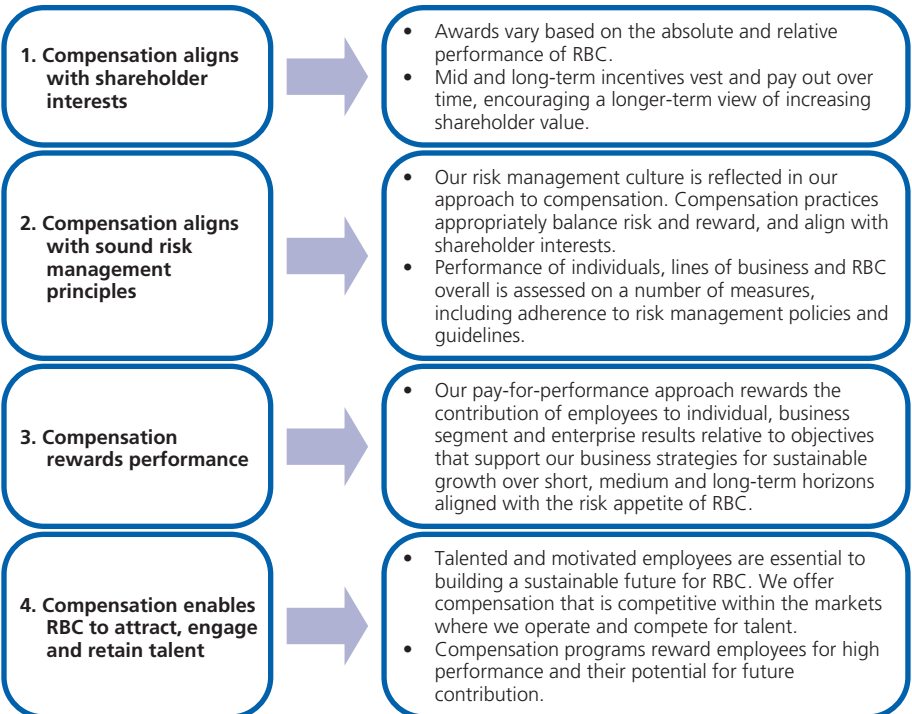 1. Compensation aligns
with shareholder
interests
• Awards vary based on the absolute and relative
performance of RBC.
• Mid and long-term incentives vest and pay out over
time, encouraging a longer-term view of increasing
shareholder value.
2. Compensation aligns
with sound risk
management
principles
• Our risk management culture is reflected in our
approach to compensation. Compensation practices
appropriately balance risk and reward, and align with
shareholder interests.
• Performance of individuals, lines of business and RBC
overall is assessed on a number of measures,
including adherence to risk management policies and
guidelines.
3. Compensation
rewards performance
• Our pay-for-performance approach rewards the
contribution of employees to individual, business
segment and enterprise results relative to objectives
that support our business strategies for sustainable
growth over short, medium and long-term horizons
aligned with the risk appetite of RBC.
4. Compensation enables
RBC to attract, engage
and retain talent
• Talented and motivated employees are essential to
building a sustainable future for RBC. We offer
compensation that is competitive within the markets
where we operate and compete for talent.
• Compensation programs reward employees for high
performance and their potential for future
contribution.